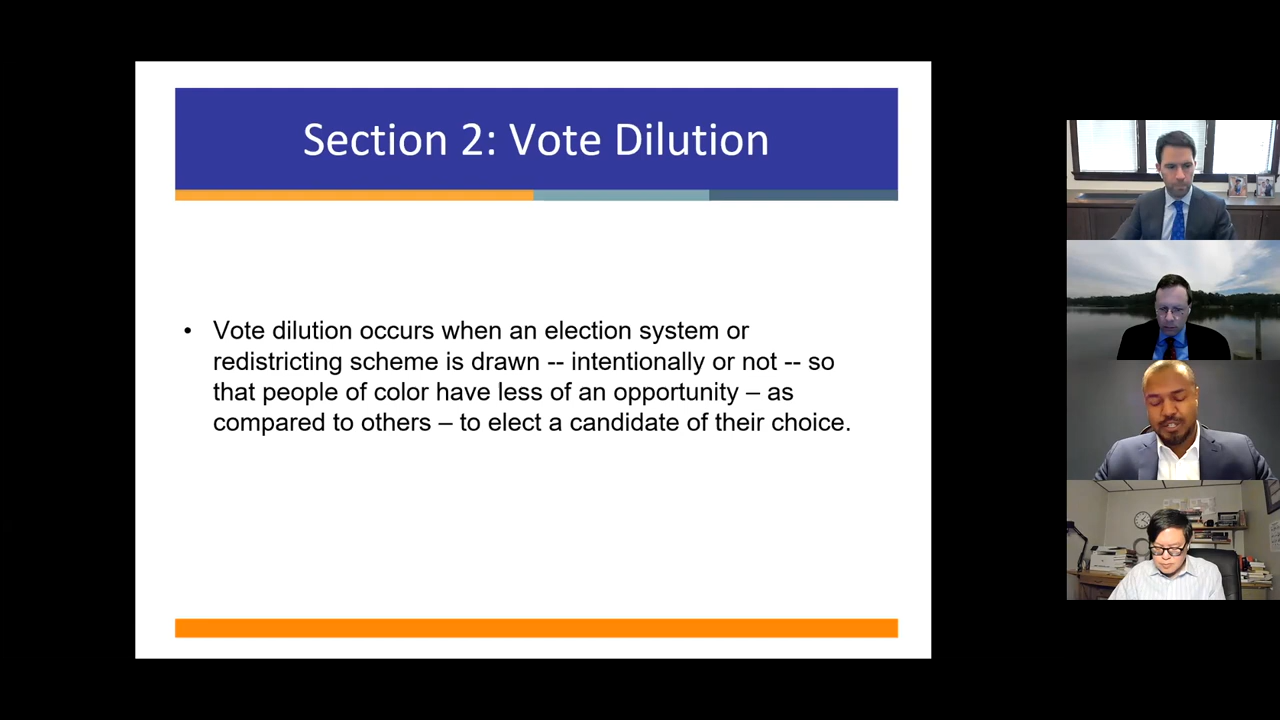 Section 2: Vote Dilution
• Vote dilution occurs when an election system or
redistricting scheme is drawn -- intentionally or not -- so
that people of color have less of an opportunity – as
compared to others – to elect a candidate of their choice.